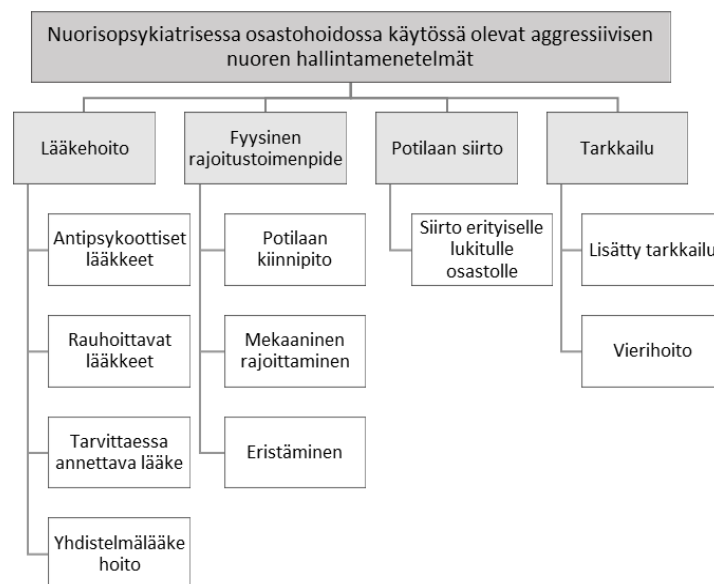 Nuorisopsykiatrisessa osastohoidossa käytössä olevat aggressiivisen
nuoren hallintamenetelmät
Lääkehoito
Antipsykoottiset
lääkkeet
Rauhoittavat
lääkkeet
Tarvittaessa
annettava lääke
Yhdistelmälääke
hoito
Fyysinen
rajoitustoimenpide
Potilaan
kiinnipito
Mekaaninen
rajoittaminen
Eristäminen
Potilaan siirto
Siirto erityiselle
lukitulle
osastolle
Tarkkailu
Lisätty tarkkailu
Vierihoito